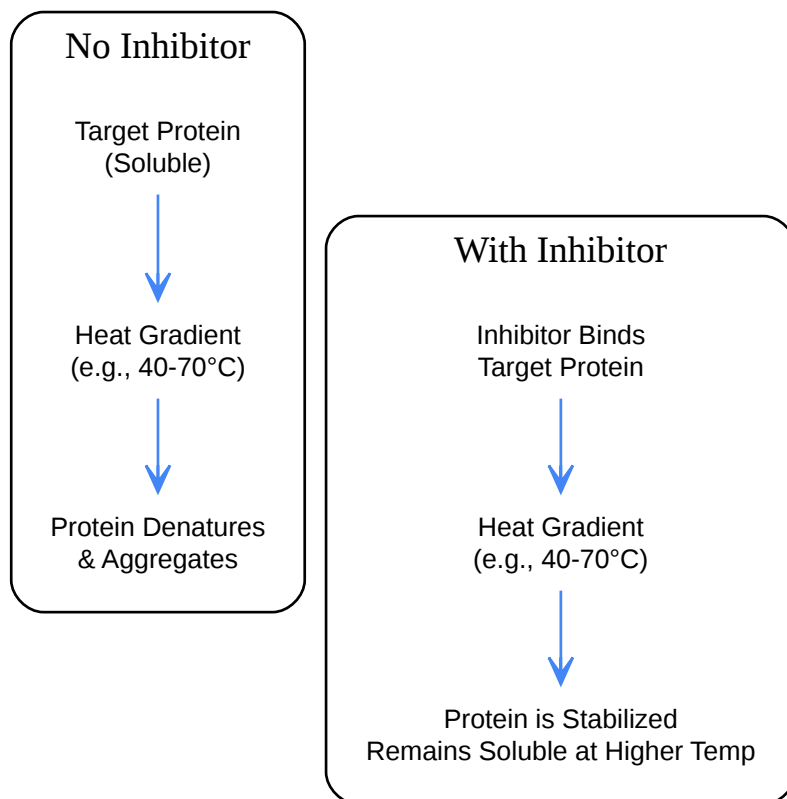 No Inhibitor
Target Protein
(Soluble)
Heat Gradient
(e.g., 40-70°C)
Protein Denatures
& Aggregates
With Inhibitor
Inhibitor Binds
Target Protein
Heat Gradient
(e.g., 40-70°C)
Protein is Stabilized
Remains Soluble at Higher Temp